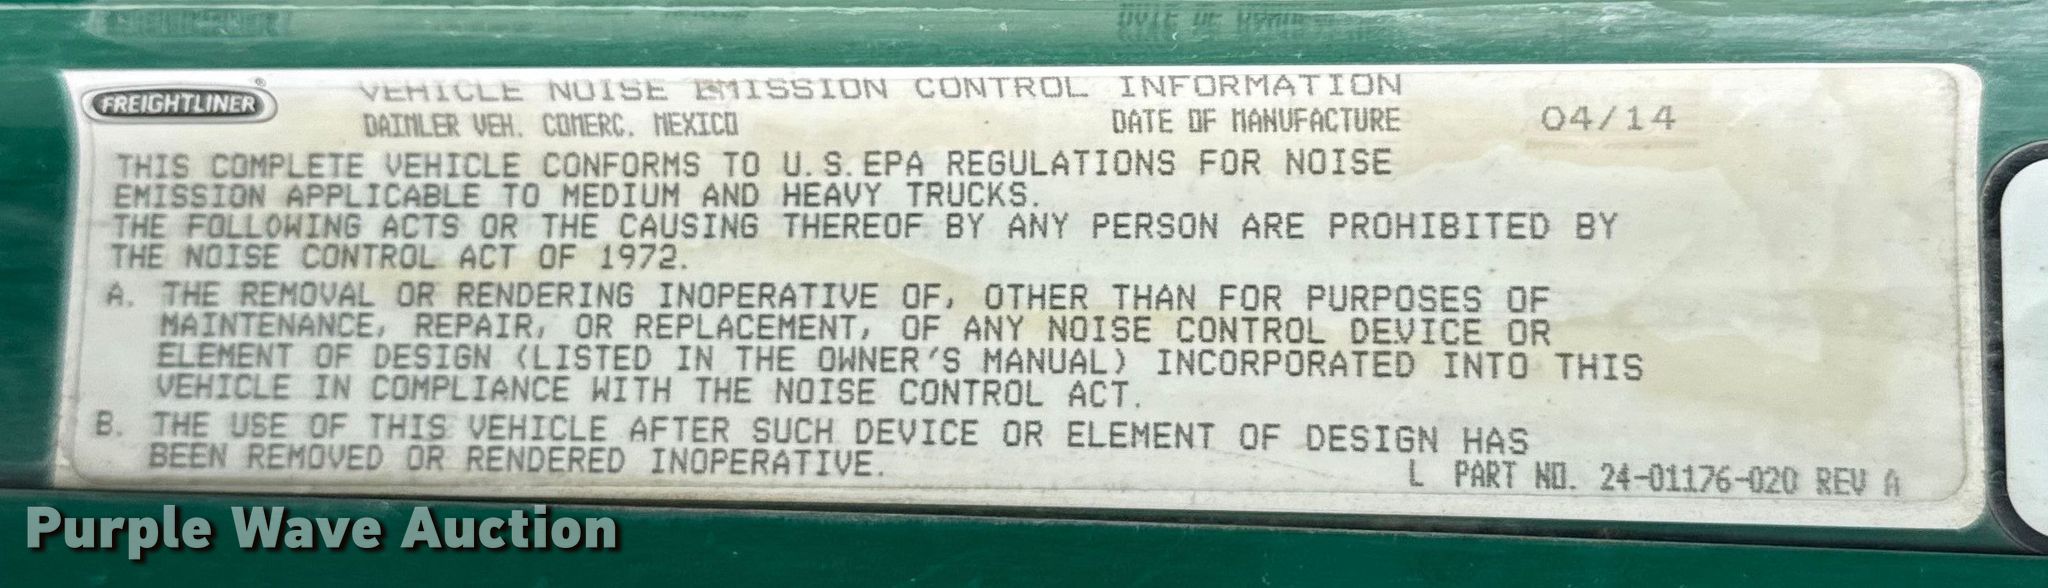 DATE OF
FREIGHTLINER®
VEHICLE NOISE EMISSION CONTROL INFORMATION
DAIMLER VEH. COMERC. MEXICO DATE OF MANUFACTURE 04/14
THIS COMPLETE VEHICLE CONFORMS TO U.S.EPA REGULATIONS FOR NOISE
EMISSION APPLICABLE TO MEDIUM AND HEAVY TRUCKS.
THE FOLLOWING ACTS OR THE CAUSING THEREOF BY ANY PERSON ARE PROHIBITED BY
THE NOISE CONTROL ACT OF 1972.
A. THE REMOVAL OR RENDERING INOPERATIVE OF, OTHER THAN FOR PURPOSES OF
MAINTENANCE, REPAIR, OR REPLACEMENT, OF ANY NOISE CONTROL DEVICE OR
ELEMENT OF DESIGN (LISTED IN THE OWNER'S MANUAL) INCORPORATED INTO THIS
VEHICLE IN COMPLIANCE WITH THE NOISE CONTROL ACT.
B. THE USE OF THIS VEHICLE AFTER SUCH DEVICE OR ELEMENT OF DESIGN HAS
BEEN REMOVED OR RENDERED INOPERATIVE.
L PART NO. 24-01176-020 REV A
Purple Wave Auction